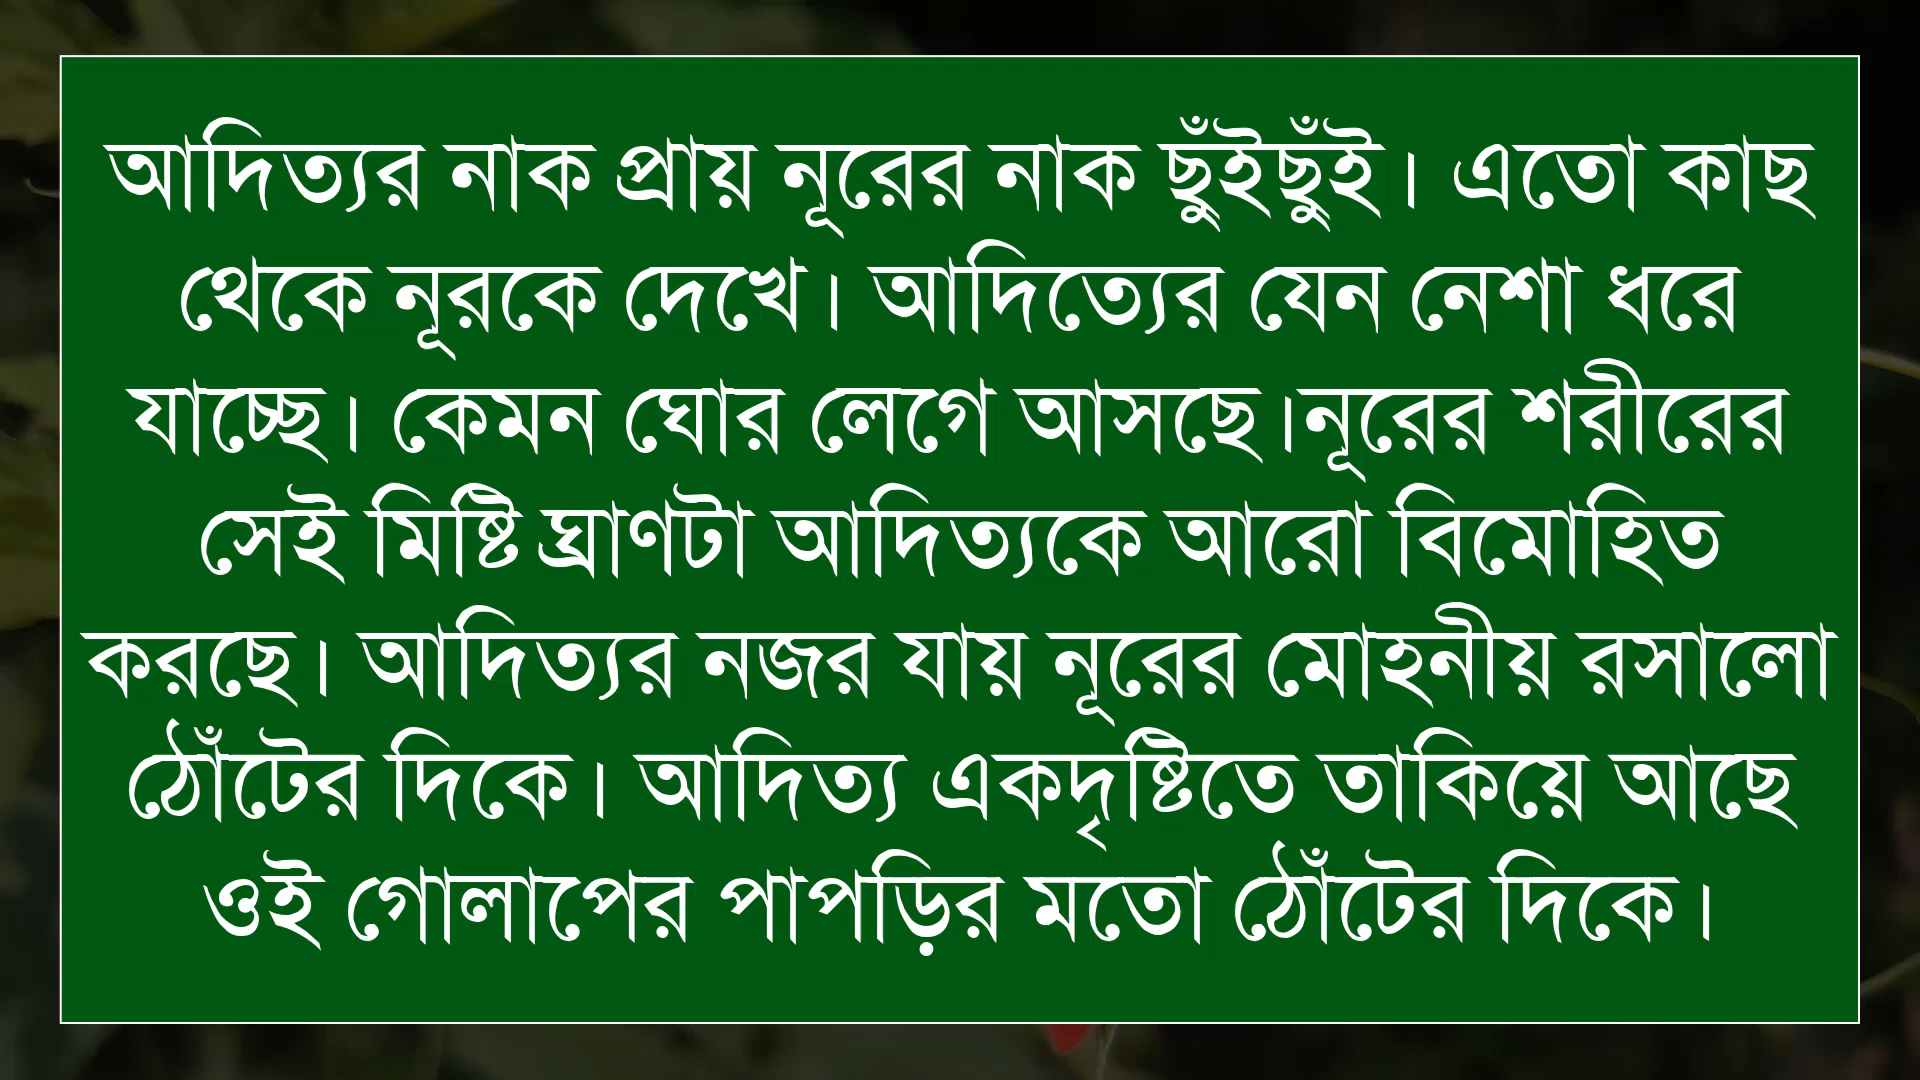 আদিত্যর নাক প্রায় নূরের নাক ছুঁইছুঁই। এতো কাছ
থেকে নূরকে দেখে। আদিত্যের যেন নেশা ধরে
যাচ্ছে। কেমন ঘোর লেগে আসছে।নূরের শরীরের
সেই মিষ্টি ঘ্রাণটা আদিত্যকে আরো বিমোহিত
করছে। আদিত্যর নজর যায় নূরের মোহনীয় রসালো
ঠোঁটের দিকে। আদিত্য একদৃষ্টিতে তাকিয়ে আছে
ওই গোলাপের পাপড়ির মতো ঠোঁটের দিকে।